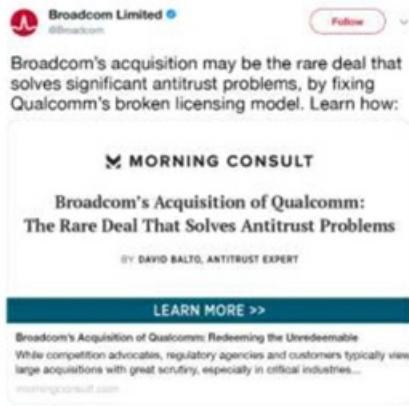 Broadcom Limited
@Broadcom
Follow
Broadcom's acquisition may be the rare deal that
solves significant antitrust problems, by fixing
Qualcomm's broken licensing model. Learn how:
MORNING CONSULT
Broadcom's Acquisition of Qualcomm:
The Rare Deal That Solves Antitrust Problems
BY DAVID BALTO, ANTITRUST EXPERT
LEARN MORE >>
Broadcom's Acquisition of Qualcomm: Redeeming the Unredeemable
While competition advocates, regulatory agencies and customers typically view
large acquisitions with great scrutiny, especially in critical industries...
morningconsult.com